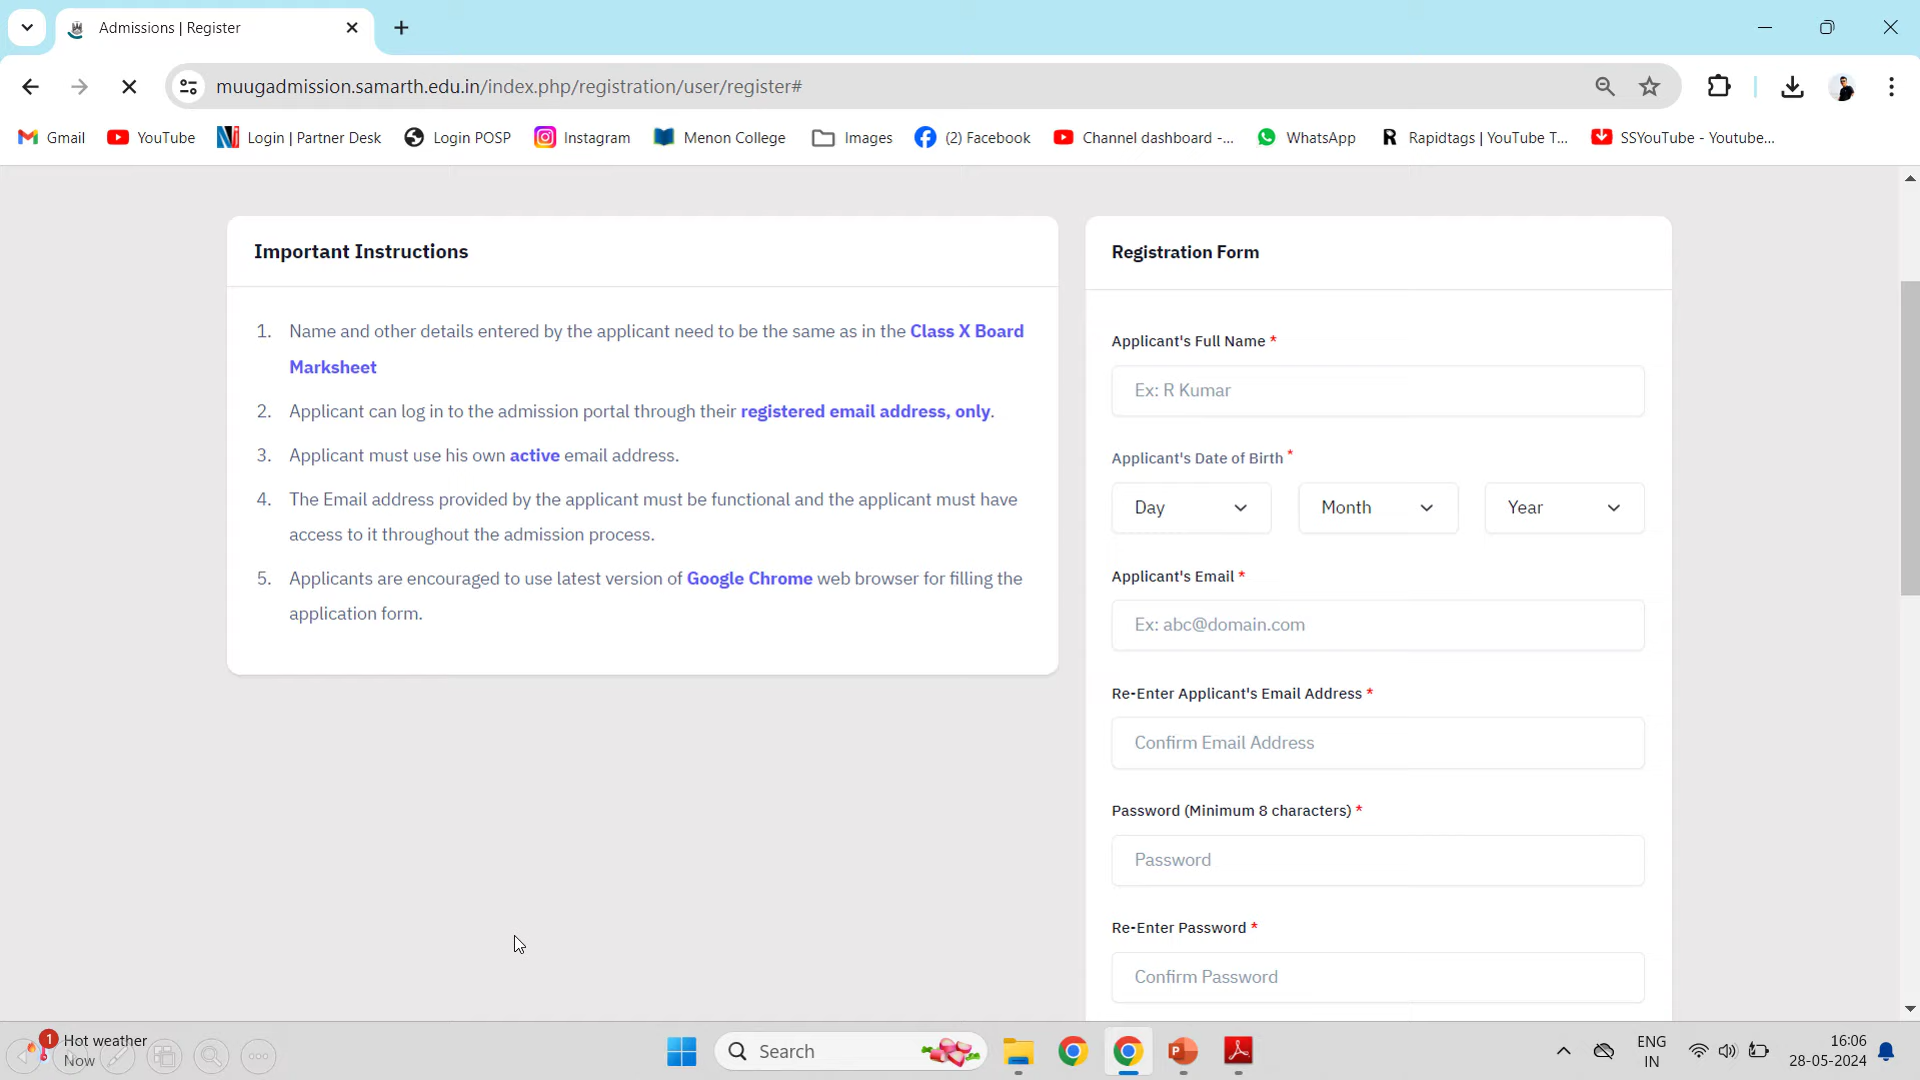 Admissions | Register
muugadmission.samarth.edu.in/index.php/registration/user/register#
Gmail YouTube Login | Partner Desk Login POSP Instagram Menon College Images (2) Facebook Channel dashboard -... WhatsApp Rapidtags | YouTube T... SSYouTube - Youtube...
Important Instructions
1. Name and other details entered by the applicant need to be the same as in the Class X Board
Marksheet
2. Applicant can log in to the admission portal through their registered email address, only.
3. Applicant must use his own active email address.
4. The Email address provided by the applicant must be functional and the applicant must have
access to it throughout the admission process.
5. Applicants are encouraged to use latest version of Google Chrome web browser for filling the
application form.
Registration Form
Applicant's Full Name *
Ex: R Kumar
Applicant's Date of Birth *
Day Month Year
Applicant's Email *
Ex: abc@domain.com
Re-Enter Applicant's Email Address *
Confirm Email Address
Password (Minimum 8 characters) *
Password
Re-Enter Password *
Confirm Password
1
Hot weather
Now
Search
ENG
IN
16:06
28-05-2024